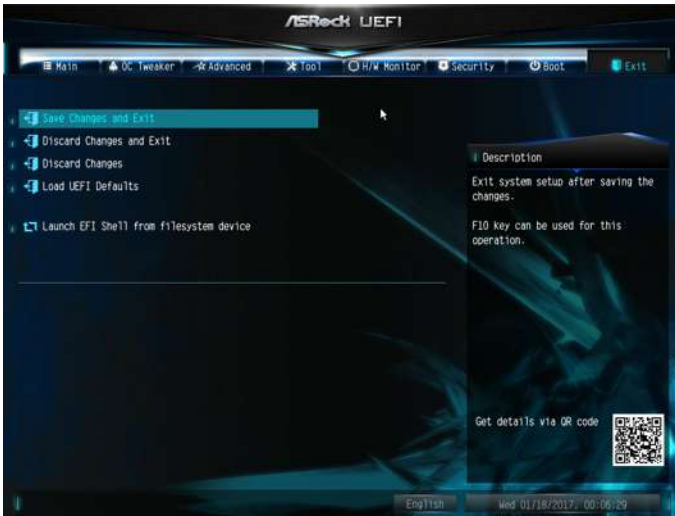 ASRock UEFI
Main OC Tweaker Advanced Tool H/W Monitor Security Boot Exit
Save Changes and Exit
Discard Changes and Exit
Discard Changes
Load UEFI Defaults
Launch EFI Shell from filesystem device
Description
Exit system setup after saving the
changes.
F10 key can be used for this
operation.
Get details via QR code
English Wed 01/18/2017. 00:06:29